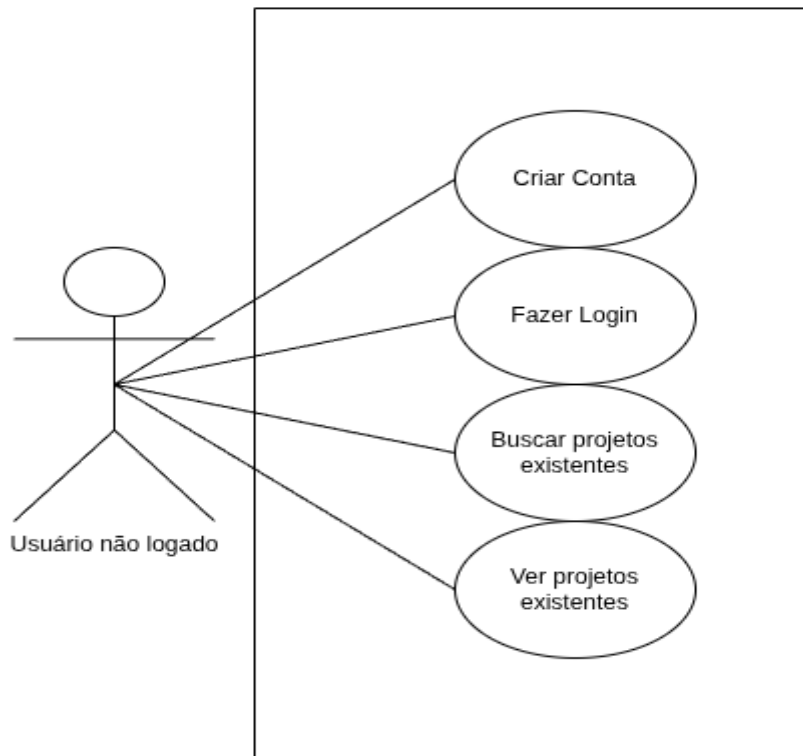 Criar Conta
Fazer Login
Buscar projetos
existentes
Usuário não logado
Ver projetos
existentes